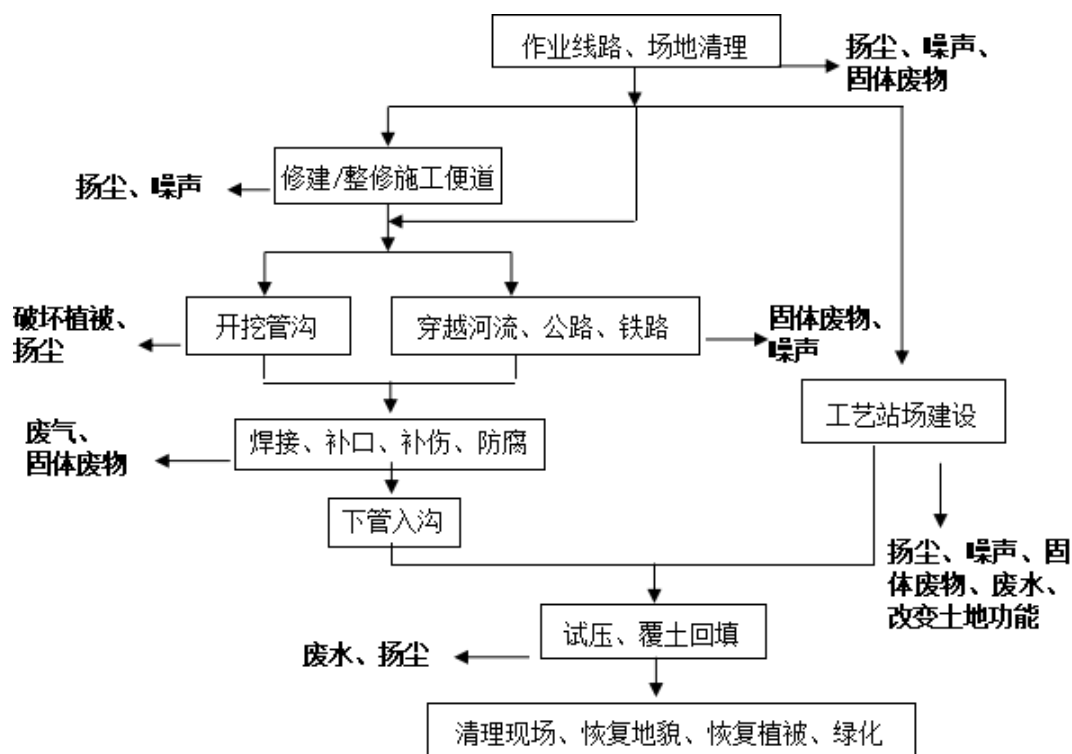 作业线路、场地清理
扬尘、噪声、
固体废物
修建/整修施工便道
扬尘、噪声
开挖管沟
破坏植被、
扬尘
穿越河流、公路、铁路
固体废物、
噪声
工艺站场建设
焊接、补口、补伤、防腐
废气、
固体废物
下管入沟
扬尘、噪声、固
体废物、废水、
改变土地功能
试压、覆土回填
废水、扬尘
清理现场、恢复地貌、恢复植被、绿化